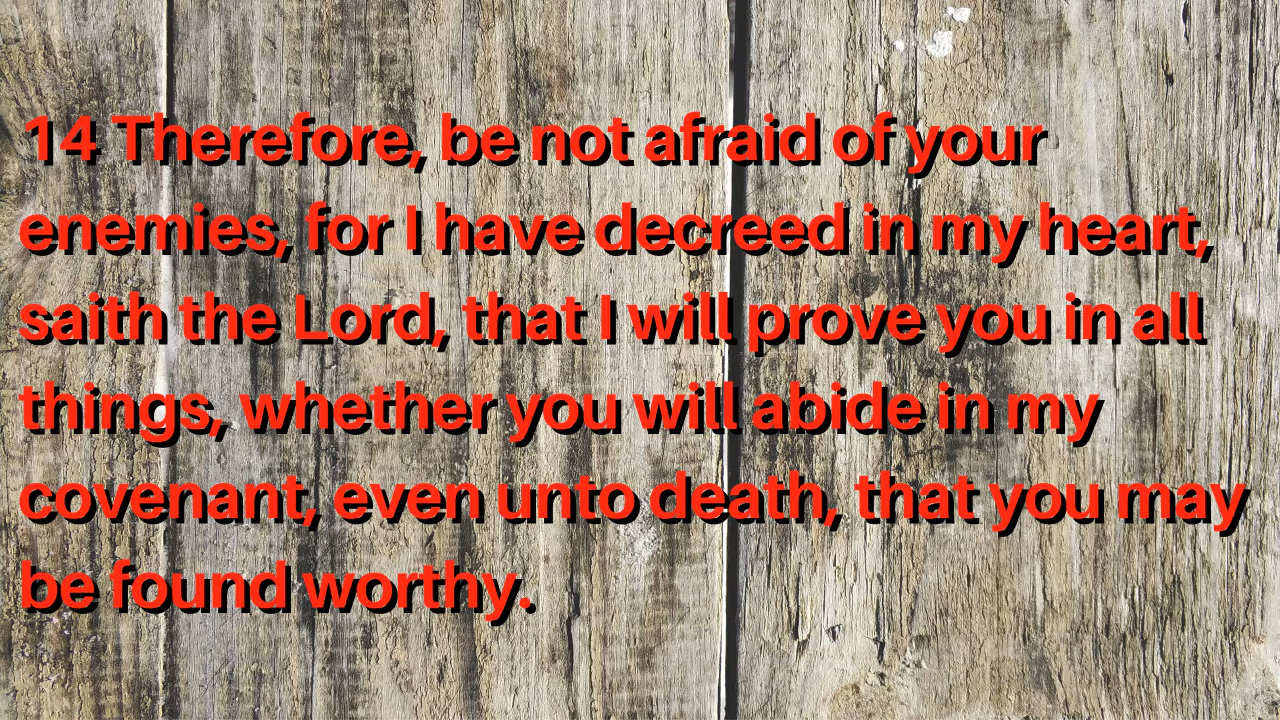 14 Therefore, be not afraid of your
enemies, for I have decreed in my heart,
saith the Lord, that I will prove you in all
things, whether you will abide in my
covenant, even unto death, that you may
be found worthy.